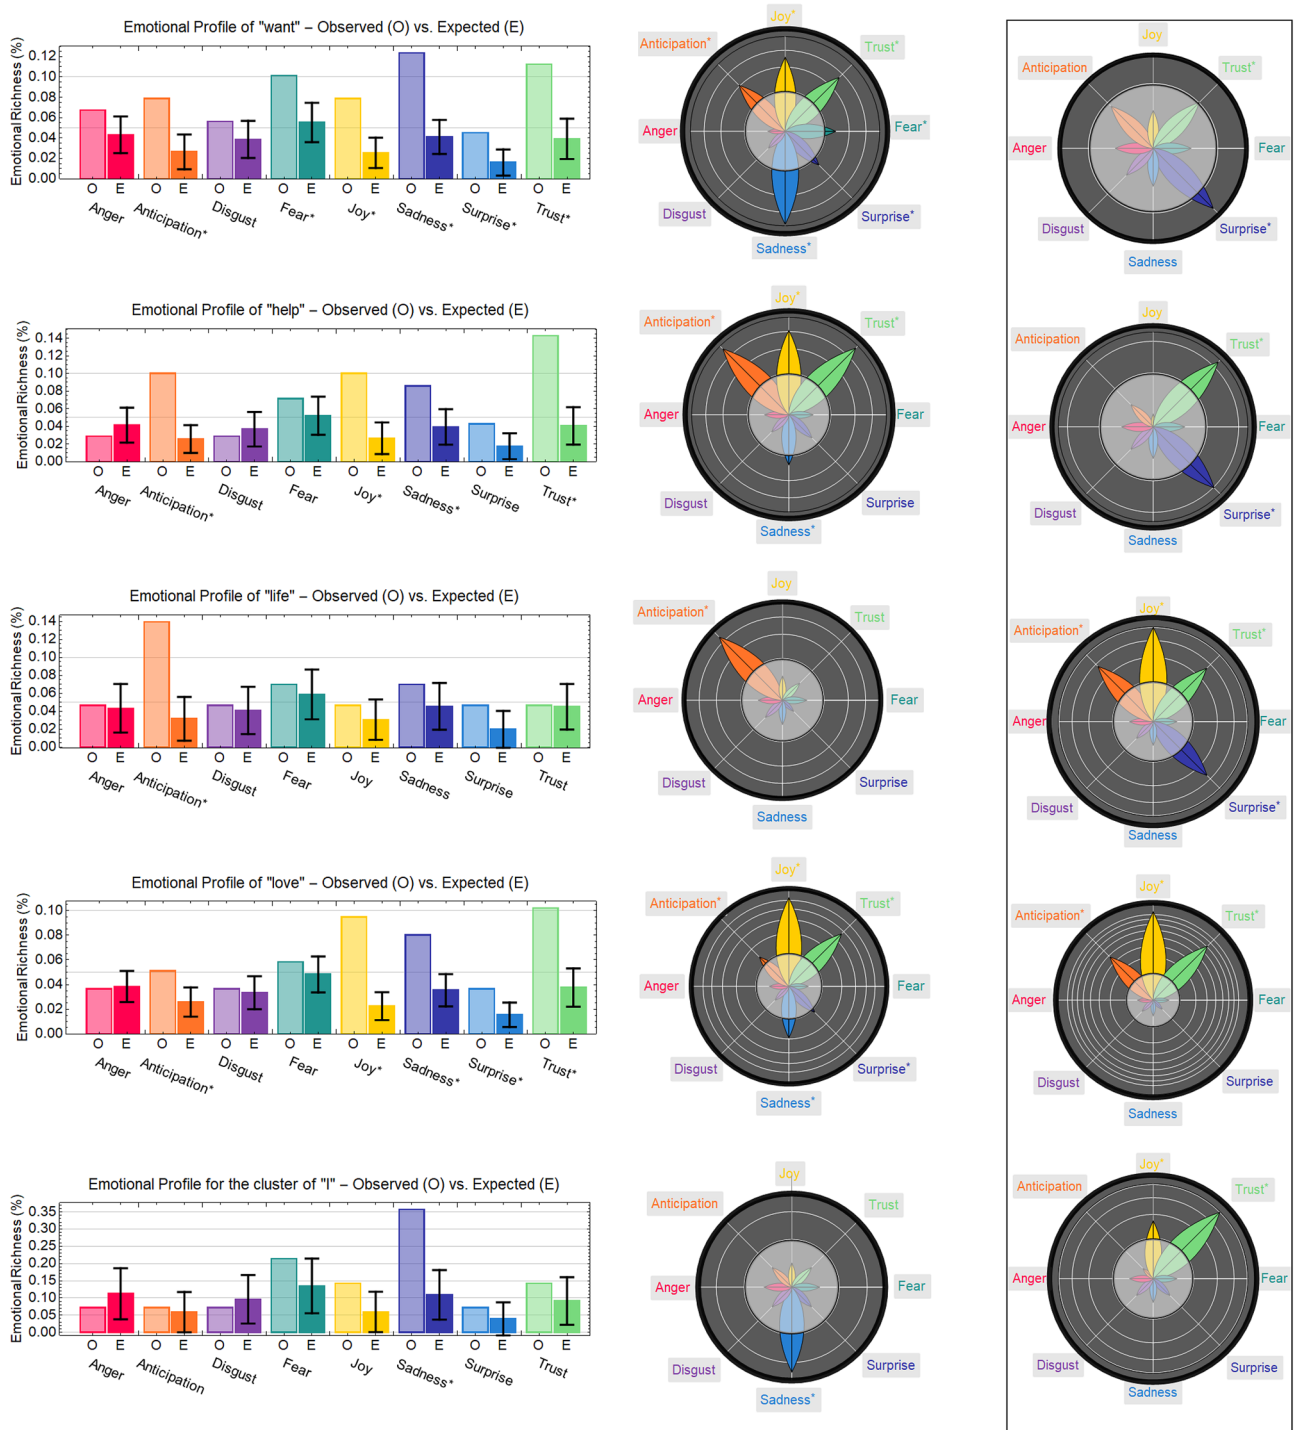 Emotional Profile of "want" – Observed (O) vs. Expected (E)
Emotional Richness (%)
0.12
0.10
0.08
0.06
0.04
0.02
0.00
O E O E O E O E O E O E O E O E
Anger Anticipation* Disgust Fear* Joy* Sadness* Surprise* Trust*
Joy*
Anticipation* Trust*
Anger Fear*
Disgust Surprise*
Sadness*
Joy
Anticipation Trust*
Anger Fear
Disgust Surprise*
Sadness
Emotional Profile of "help" – Observed (O) vs. Expected (E)
Emotional Richness (%)
0.14
0.12
0.10
0.08
0.06
0.04
0.02
0.00
O E O E O E O E O E O E O E O E
Anger Anticipation* Disgust Fear Joy* Sadness* Surprise Trust*
Joy*
Anticipation* Trust*
Anger Fear
Disgust Surprise
Sadness*
Joy
Anticipation Trust*
Anger Fear
Disgust Surprise*
Sadness
Emotional Profile of "life" – Observed (O) vs. Expected (E)
Emotional Richness (%)
0.14
0.12
0.10
0.08
0.06
0.04
0.02
0.00
O E O E O E O E O E O E O E O E
Anger Anticipation* Disgust Fear Joy Sadness Surprise Trust
Joy
Anticipation* Trust
Anger Fear
Disgust Surprise
Sadness
Joy*
Anticipation* Trust*
Anger Fear
Disgust Surprise*
Sadness
Emotional Profile of "love" – Observed (O) vs. Expected (E)
Emotional Richness (%)
0.10
0.08
0.06
0.04
0.02
0.00
O E O E O E O E O E O E O E O E
Anger Anticipation* Disgust Fear Joy* Sadness* Surprise* Trust*
Joy*
Anticipation* Trust*
Anger Fear
Disgust Surprise*
Sadness*
Joy*
Anticipation* Trust*
Anger Fear
Disgust Surprise
Sadness
Emotional Profile for the cluster of "I" – Observed (O) vs. Expected (E)
Emotional Richness (%)
0.35
0.30
0.25
0.20
0.15
0.10
0.05
0.00
O E O E O E O E O E O E O E O E
Anger Anticipation Disgust Fear Joy Sadness* Surprise Trust
Joy
Anticipation Trust
Anger Fear
Disgust Surprise
Sadness*
Joy*
Anticipation Trust*
Anger Fear
Disgust Surprise
Sadness